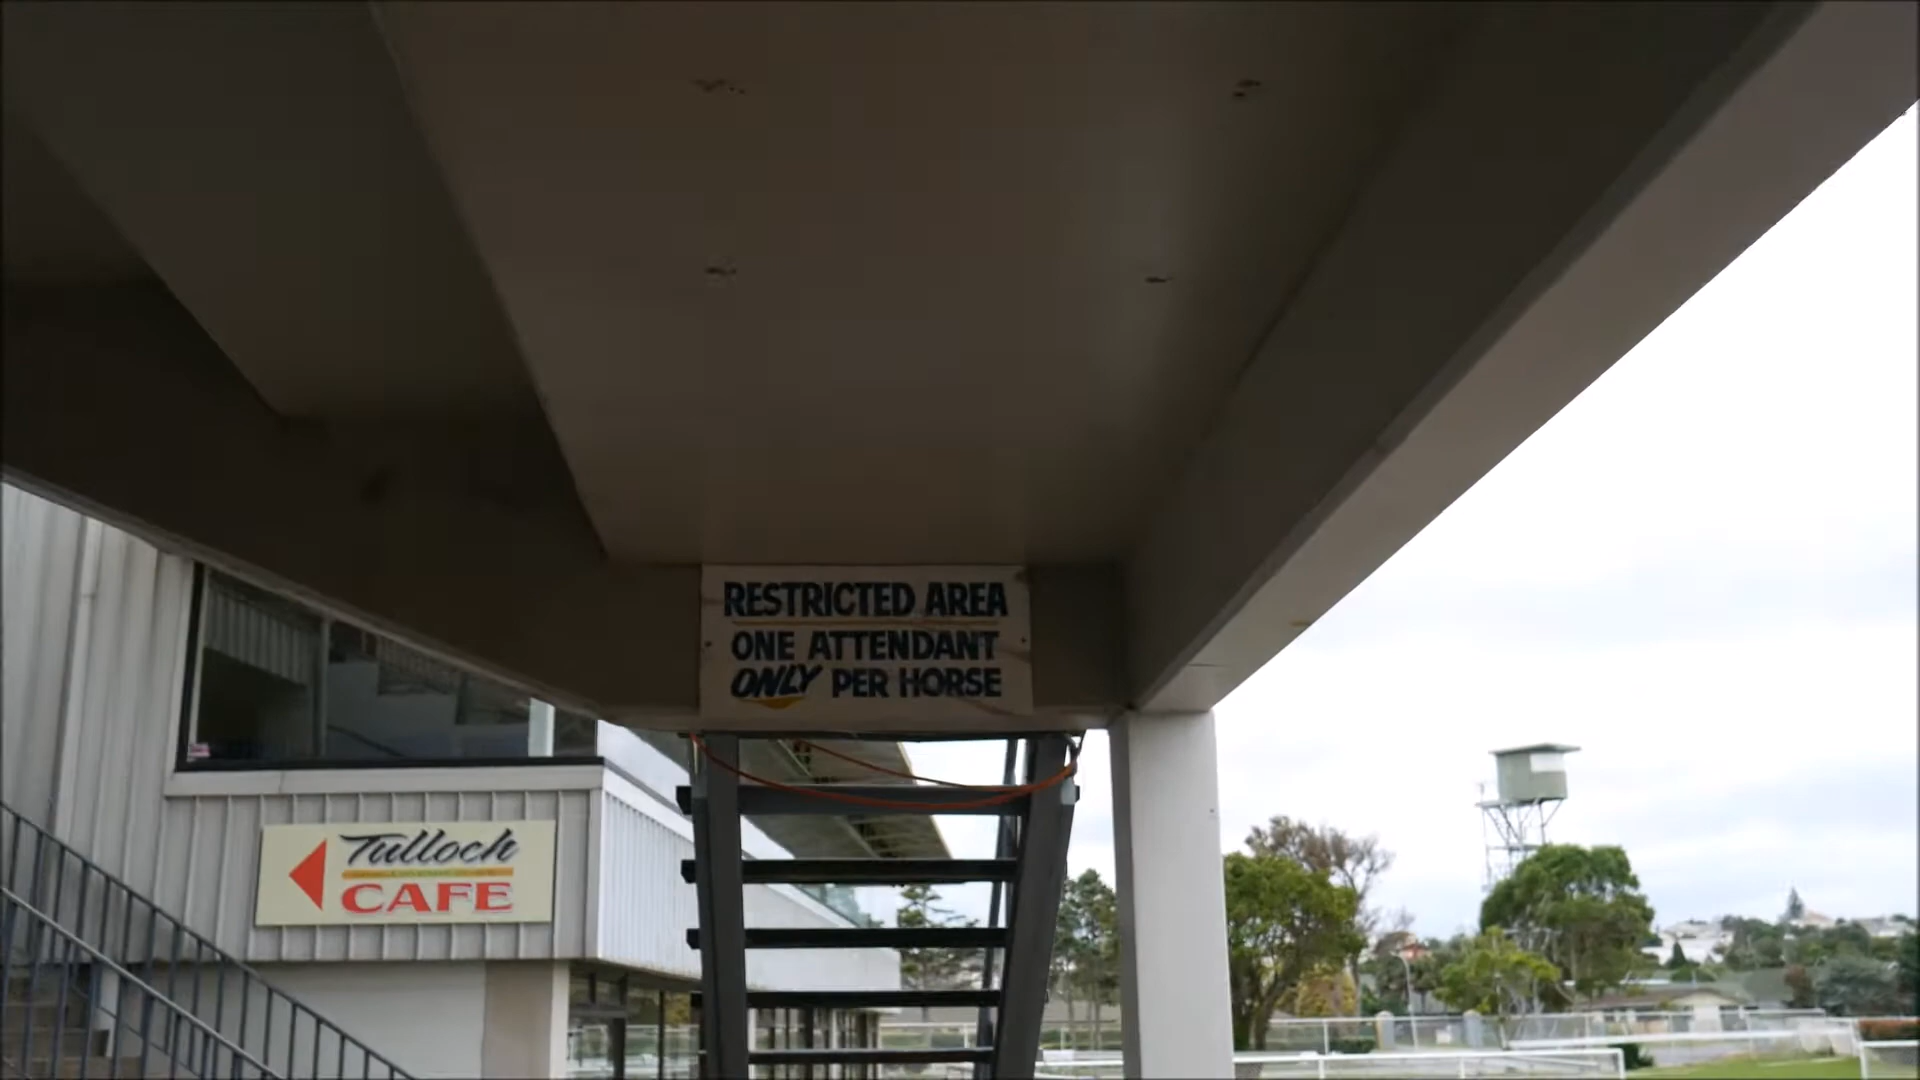 RESTRICTED AREA
ONE ATTENDANT
ONLY PER HORSE
Tulloch
CAFE